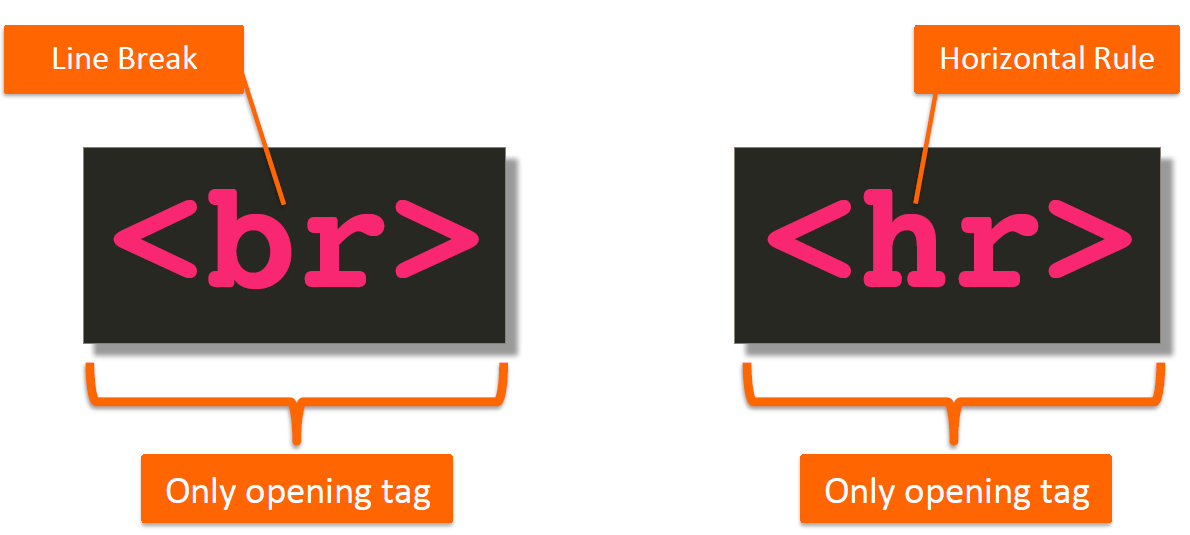 Line Break
Horizontal Rule
<br>
<hr>
Only opening tag
Only opening tag